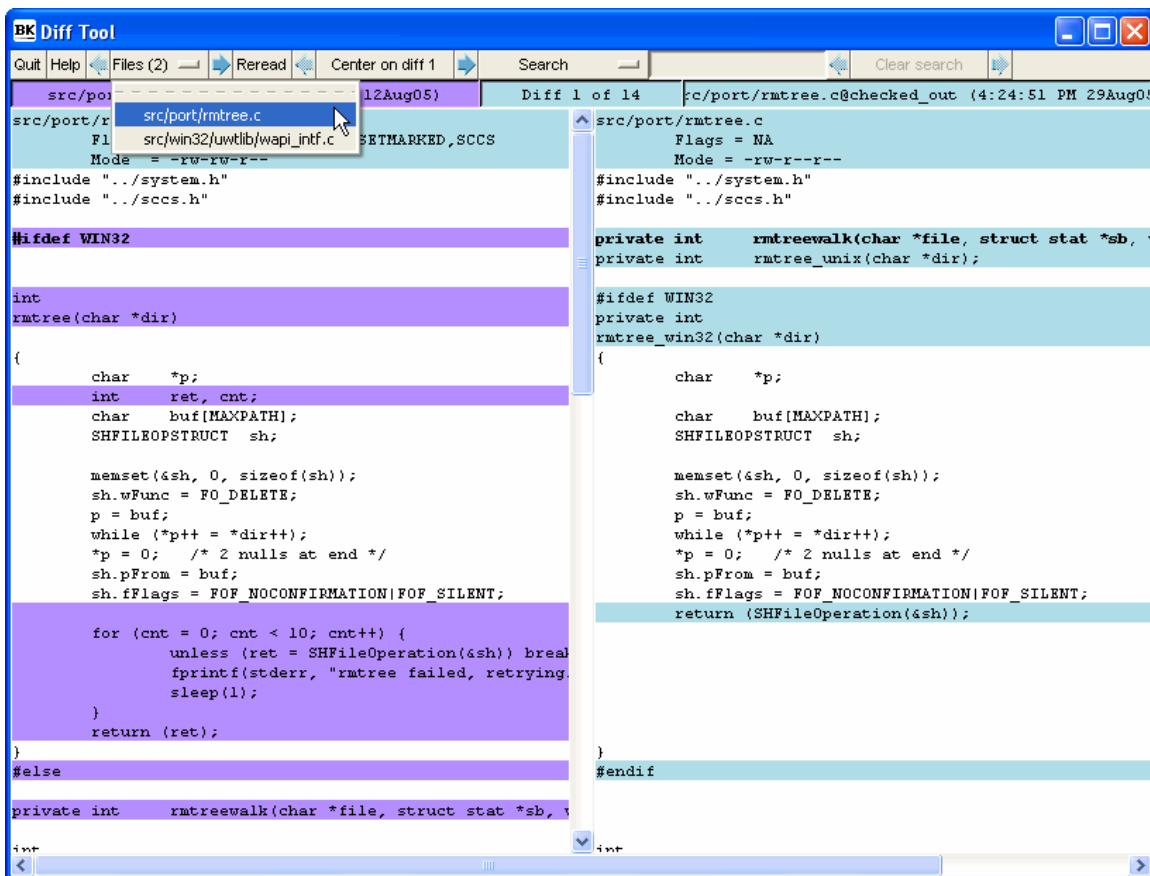 BK Diff Tool
Quit Help Files (2) Reread Center on diff 1 Search Clear search
src/por 12Aug05) Diff 1 of 14 rc/port/rmtree.c@checked_out (4:24:51 PM 29Aug05
src/port/rmtree.c
src/win32/uwtlib/wapi_intf.c
src/port/r
Fl SETMARKED,SCCS
Mode = -rw-rw-r--
#include "../system.h"
#include "../sccs.h"
#ifdef WIN32
int
rmtree(char *dir)
{
char *p;
int ret, cnt;
char buf[MAXPATH];
SHFILEOPSTRUCT sh;
memset(&sh, 0, sizeof(sh));
sh.wFunc = FO_DELETE;
p = buf;
while (*p++ = *dir++);
*p = 0; /* 2 nulls at end */
sh.pFrom = buf;
sh.fFlags = FOF_NOCONFIRMATION|FOF_SILENT;
for (cnt = 0; cnt < 10; cnt++) {
unless (ret = SHFileOperation(&sh)) break
fprintf(stderr, "rmtree failed, retrying.
sleep(1);
}
return (ret);
}
#else
private int rmtreewalk(char *file, struct stat *sb, v
int
src/port/rmtree.c
Flags = NA
Mode = -rw-r--r--
#include "../system.h"
#include "../sccs.h"
private int rmtreewalk(char *file, struct stat *sb, v
private int rmtree_unix(char *dir);
#ifdef WIN32
private int
rmtree_win32(char *dir)
{
char *p;
char buf[MAXPATH];
SHFILEOPSTRUCT sh;
memset(&sh, 0, sizeof(sh));
sh.wFunc = FO_DELETE;
p = buf;
while (*p++ = *dir++);
*p = 0; /* 2 nulls at end */
sh.pFrom = buf;
sh.fFlags = FOF_NOCONFIRMATION|FOF_SILENT;
return (SHFileOperation(&sh));
}
#endif
int